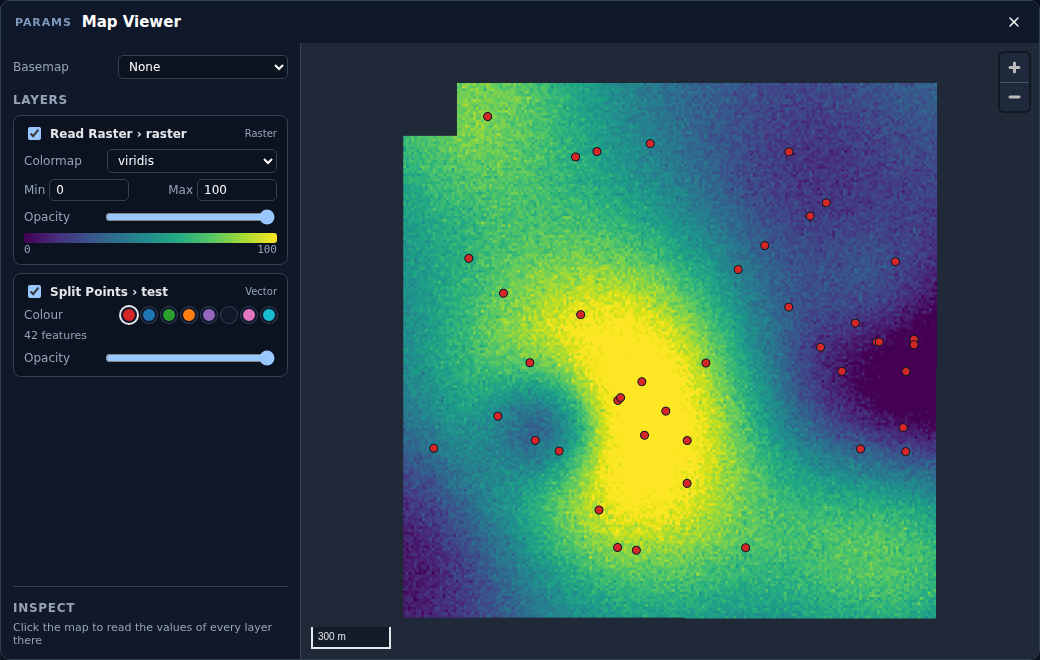 PARAMS Map Viewer ×
Basemap None
LAYERS
Read Raster › raster Raster
Colormap viridis
Min 0 Max 100
Opacity
0 100
Split Points › test Vector
Colour
42 features
Opacity
INSPECT
Click the map to read the values of every layer
there
+
−
300 m